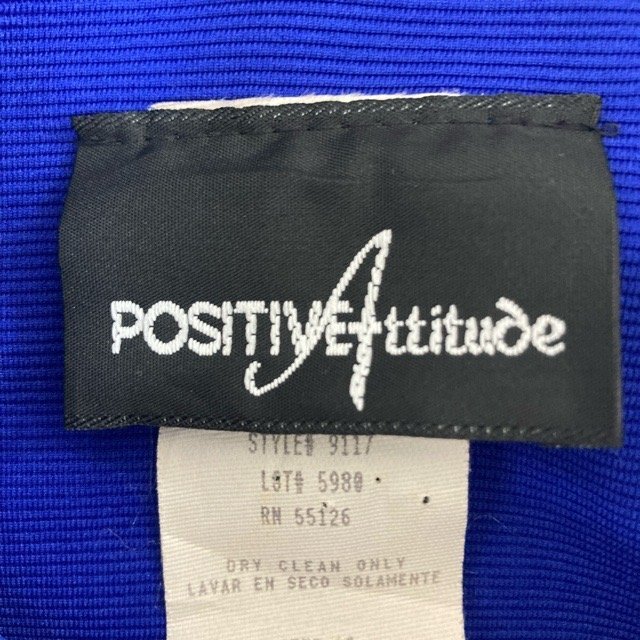 POSITIVE Attitude
STYLE# 9117
LOT# 5980
RN 55126
DRY CLEAN ONLY
LAVAR EN SECO SOLAMENTE